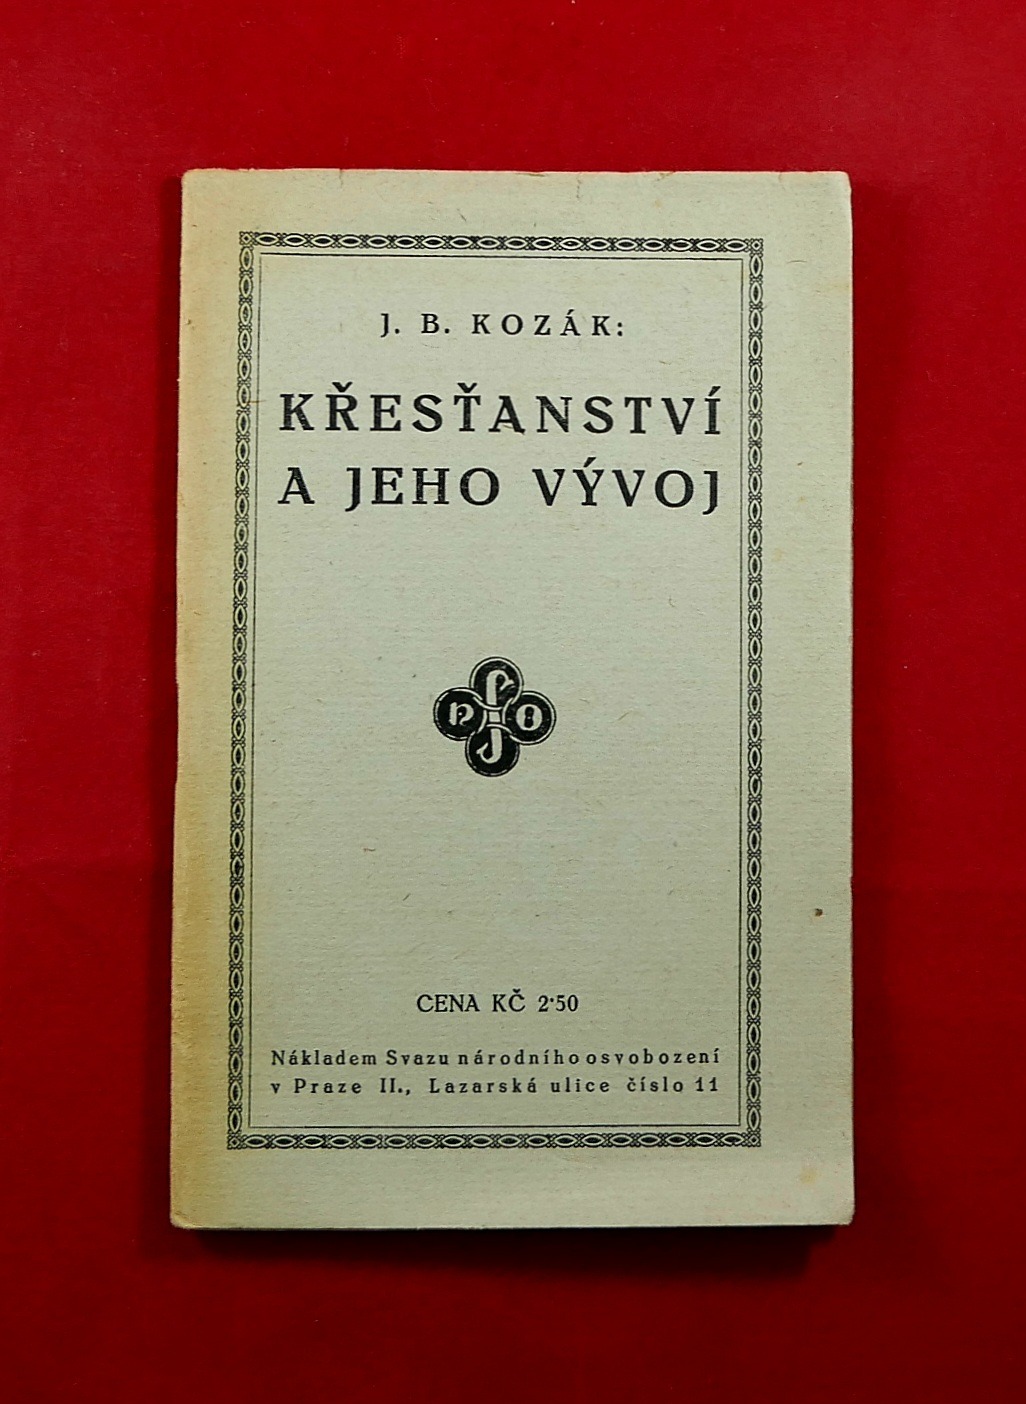 J. B. KOZÁK:
KŘESŤANSTVÍ
A JEHO VÝVOJ
CENA KČ 2·50
Nákladem Svazu národního osvobození
v Praze II., Lazarská ulice číslo 11